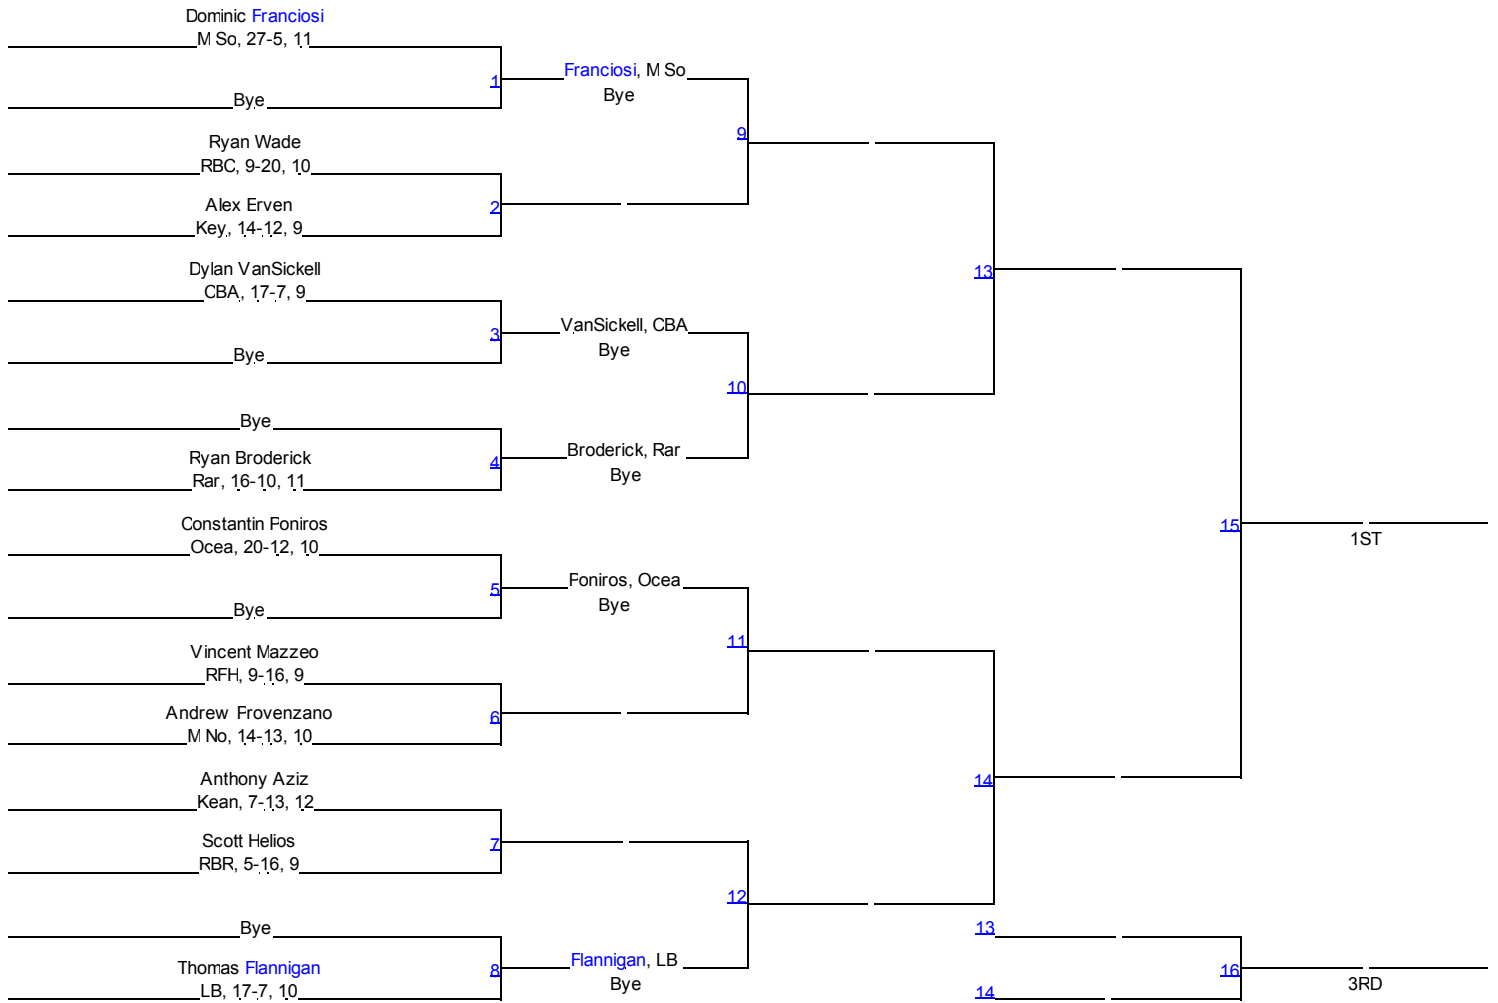 Dominic Franciosi
M So, 27-5, 11
1
Bye
Franciosi, M So
Bye
9
Ryan Wade
RBC, 9-20, 10
2
Alex Erven
Key, 14-12, 9
13
Dylan VanSickell
CBA, 17-7, 9
3
Bye
VanSickell, CBA
Bye
10
Bye
4
Ryan Broderick
Rar, 16-10, 11
Broderick, Rar
Bye
15
1ST
Constantin Poniros
Ocea, 20-12, 10
5
Bye
Poniros, Ocea
Bye
11
Vincent Mazzeo
RFH, 9-16, 9
6
Andrew Provenzano
M No, 14-13, 10
14
Anthony Aziz
Kean, 7-13, 12
7
Scott Helios
RBR, 5-16, 9
12
Bye
8
Thomas Flannigan
LB, 17-7, 10
Flannigan, LB
Bye
13
16
14
3RD